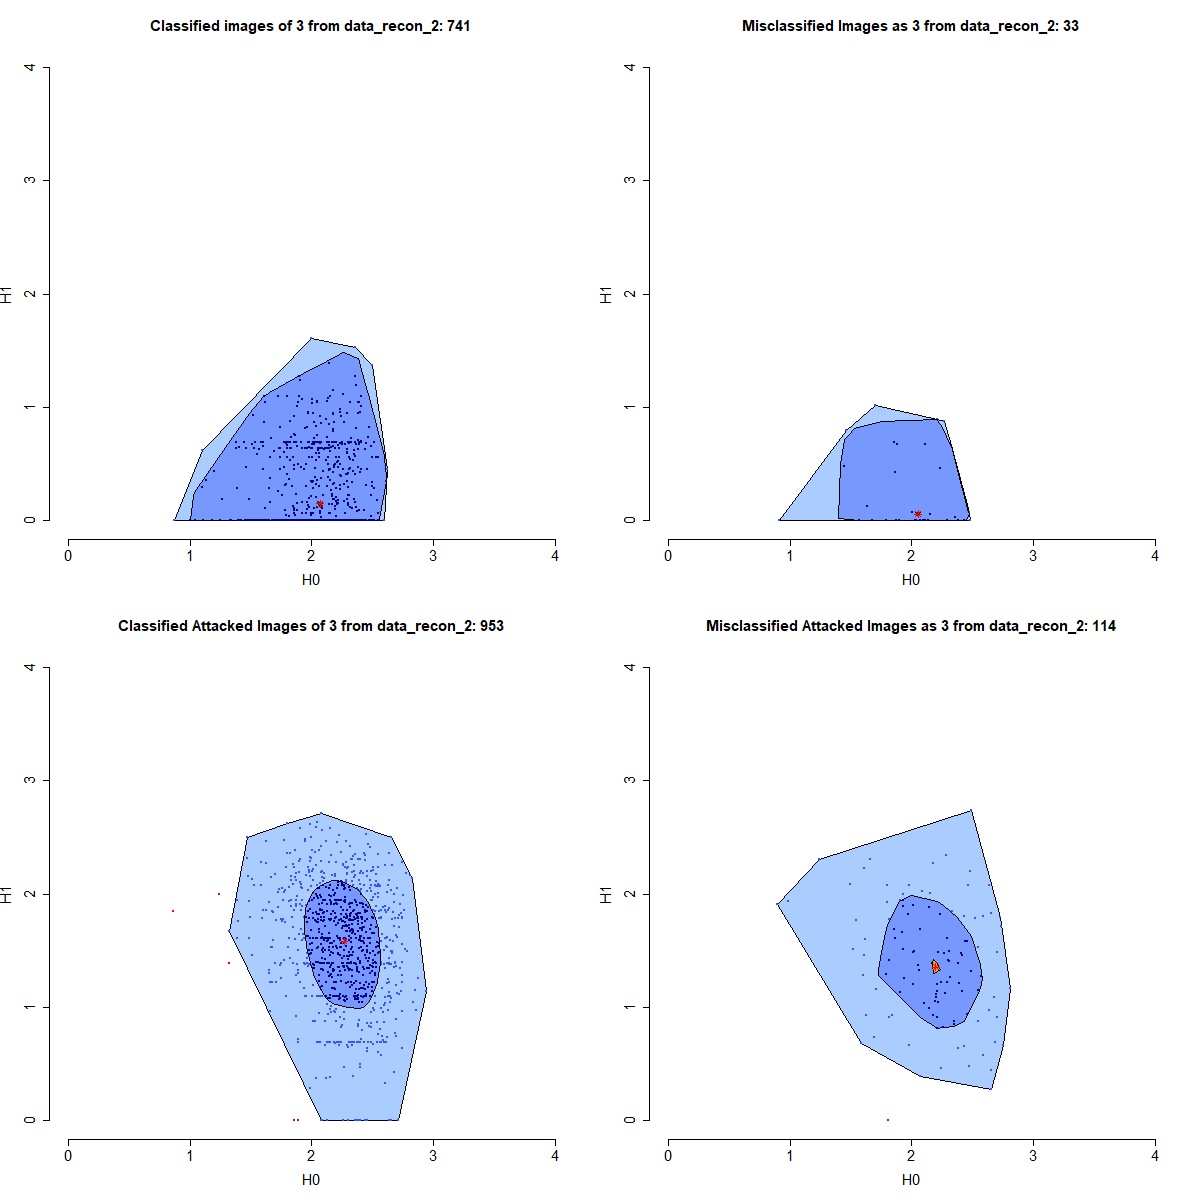 Classified images of 3 from data_recon_2: 741
4
3
2
1
0
H1
0 1 2 3 4
H0
Misclassified Images as 3 from data_recon_2: 33
4
3
2
1
0
H1
0 1 2 3 4
H0
Classified Attacked Images of 3 from data_recon_2: 953
4
3
2
1
0
H1
0 1 2 3 4
H0
Misclassified Attacked Images as 3 from data_recon_2: 114
4
3
2
1
0
H1
0 1 2 3 4
H0